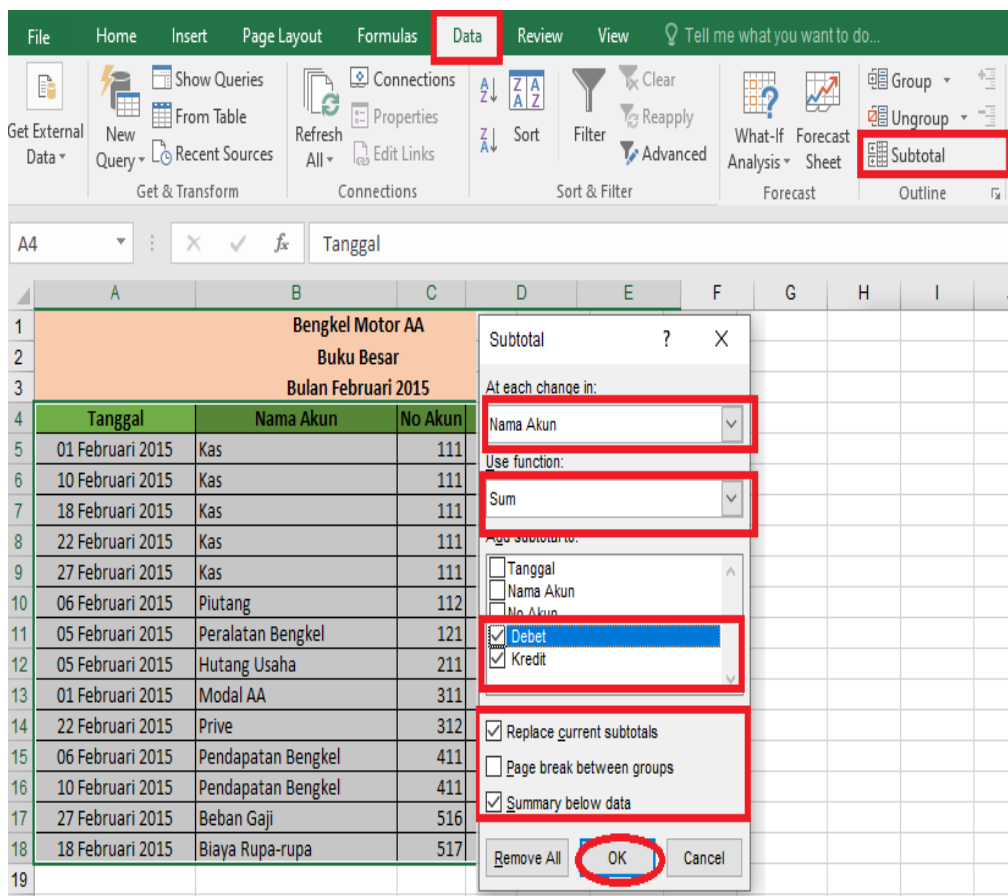 File Home Insert Page Layout Formulas Data Review View Tell me what you want to do...
Get External Data
New Query
Show Queries
From Table
Recent Sources
Get & Transform
Refresh All
Connections
Properties
Edit Links
Connections
Sort
Filter
Clear
Reapply
Advanced
Sort & Filter
What-If Analysis
Forecast Sheet
Forecast
Group
Ungroup
Subtotal
Outline
A4 fx Tanggal
A B C D E F G H I
1 Bengkel Motor AA
2 Buku Besar
3 Bulan Februari 2015
4 Tanggal Nama Akun No Akun
5 01 Februari 2015 Kas 111
6 10 Februari 2015 Kas 111
7 18 Februari 2015 Kas 111
8 22 Februari 2015 Kas 111
9 27 Februari 2015 Kas 111
10 06 Februari 2015 Piutang 112
11 05 Februari 2015 Peralatan Bengkel 121
12 05 Februari 2015 Hutang Usaha 211
13 01 Februari 2015 Modal AA 311
14 22 Februari 2015 Prive 312
15 06 Februari 2015 Pendapatan Bengkel 411
16 10 Februari 2015 Pendapatan Bengkel 411
17 27 Februari 2015 Beban Gaji 516
18 18 Februari 2015 Biaya Rupa-rupa 517
19
Subtotal ? X
At each change in:
Nama Akun
Use function:
Sum
Add subtotal to:
Tanggal
Nama Akun
No Akun
Debet
Kredit
Replace current subtotals
Page break between groups
Summary below data
Remove All OK Cancel